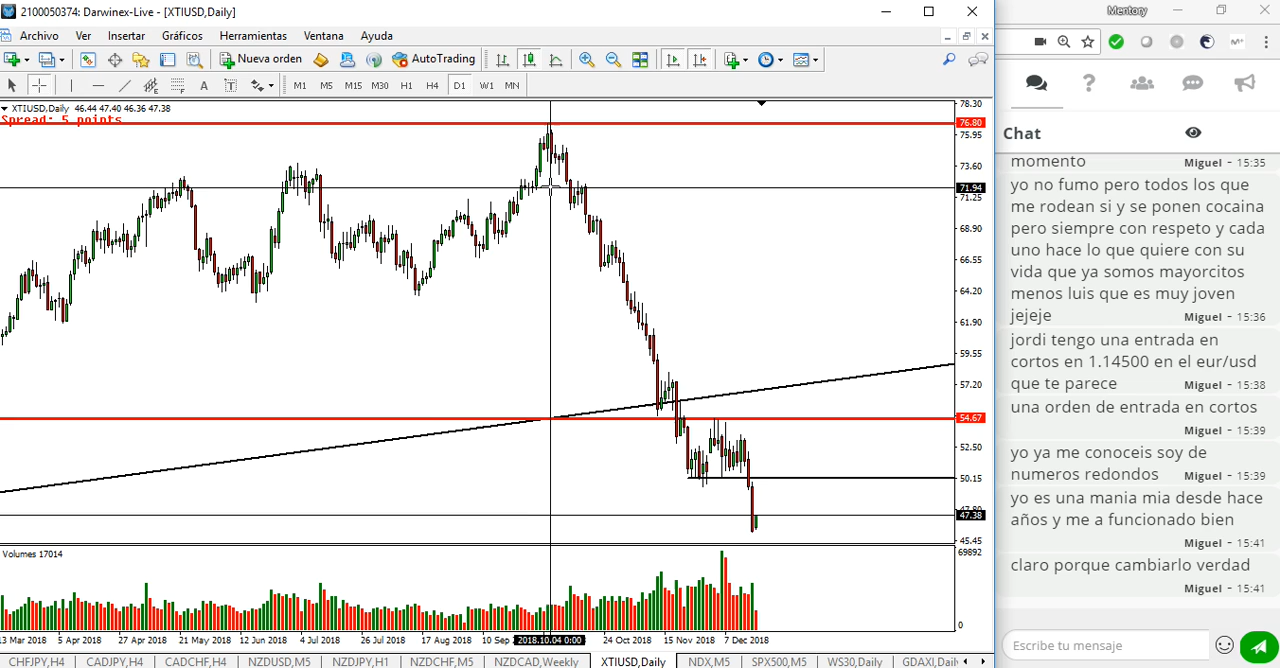 2100050374: Darwinex-Live - [XTIUSD,Daily]
Mentory
Archivo Ver Insertar Gráficos Herramientas Ventana Ayuda
Nueva orden AutoTrading
A T M1 M5 M15 M30 H1 H4 D1 W1 MN
XTIUSD,Daily 46.44 47.40 46.36 47.38
Spread: 5 points
78.30
76.80
75.95
73.60
71.94
71.25
68.90
66.55
64.20
61.90
59.55
57.20
54.67
52.50
50.15
47.38
45.45
Volumes 17014
69892
0
13 Mar 2018 5 Apr 2018 27 Apr 2018 21 May 2018 12 Jun 2018 4 Jul 2018 26 Jul 2018 17 Aug 2018 10 Sep 2018.10.04 0:00 24 Oct 2018 15 Nov 2018 7 Dec 2018
CHFJPY,H4 CADJPY,H4 CADCHF,H4 NZDUSD,M5 NZDJPY,H1 NZDCHF,M5 NZDCAD,Weekly XTIUSD,Daily NDX,M5 SPX500,M5 WS30,Daily GDAXI,Dail
Chat
momento Miguel - 15:35
yo no fumo pero todos los que
me rodean si y se ponen cocaina
pero siempre con respeto y cada
uno hace lo que quiere con su
vida que ya somos mayorcitos
menos luis que es muy joven
jejeje Miguel - 15:36
jordi tengo una entrada en
cortos en 1.14500 en el eur/usd
que te parece Miguel - 15:38
una orden de entrada en cortos
Miguel - 15:39
yo ya me conoceis soy de
numeros redondos Miguel - 15:39
yo es una mania mia desde hace
años y me a funcionado bien
Miguel - 15:41
claro porque cambiarlo verdad
Miguel - 15:41
Escribe tu mensaje